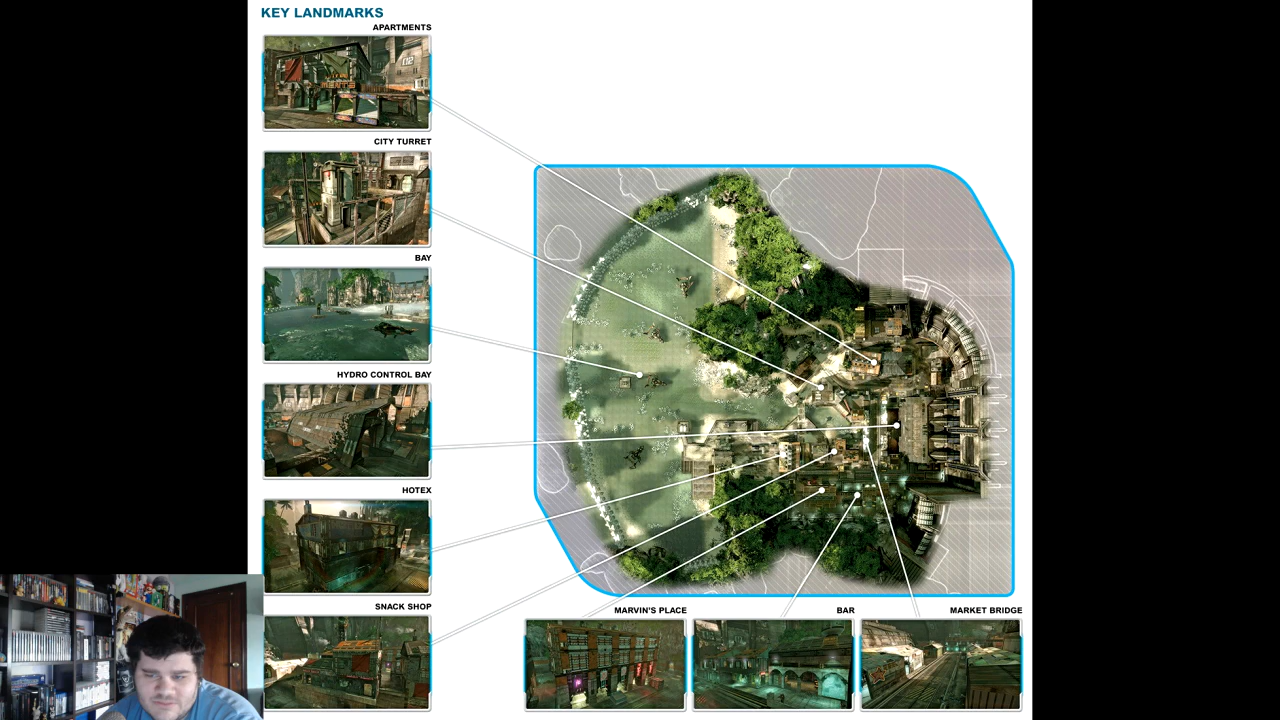 KEY LANDMARKS
APARTMENTS
CITY TURRET
BAY
HYDRO CONTROL BAY
HOTEX
SNACK SHOP
MARVIN'S PLACE
BAR
MARKET BRIDGE